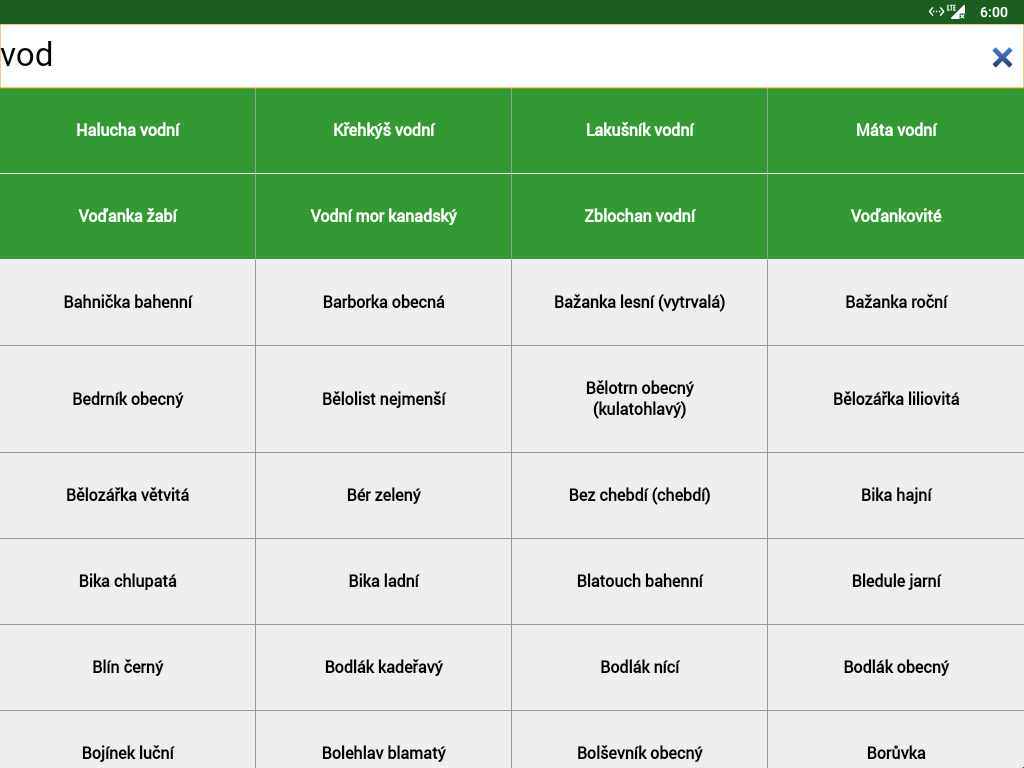 LTE 6:00
vod
Halucha vodní Křehkýš vodní Lakušník vodní Máta vodní
Voďanka žabí Vodní mor kanadský Zblochan vodní Voďankovité
Bahnička bahenní Barborka obecná Bažanka lesní (vytrvalá) Bažanka roční
Bedrník obecný Bělolist nejmenší Bělotrn obecný (kulatohlavý) Bělozářka liliovitá
Bělozářka větvitá Bér zelený Bez chebdí (chebdí) Bika hajní
Bika chlupatá Bika ladní Blatouch bahenní Bledule jarní
Blín černý Bodlák kadeřavý Bodlák nící Bodlák obecný
Bojínek luční Bolehlav blamatý Bolševník obecný Borůvka